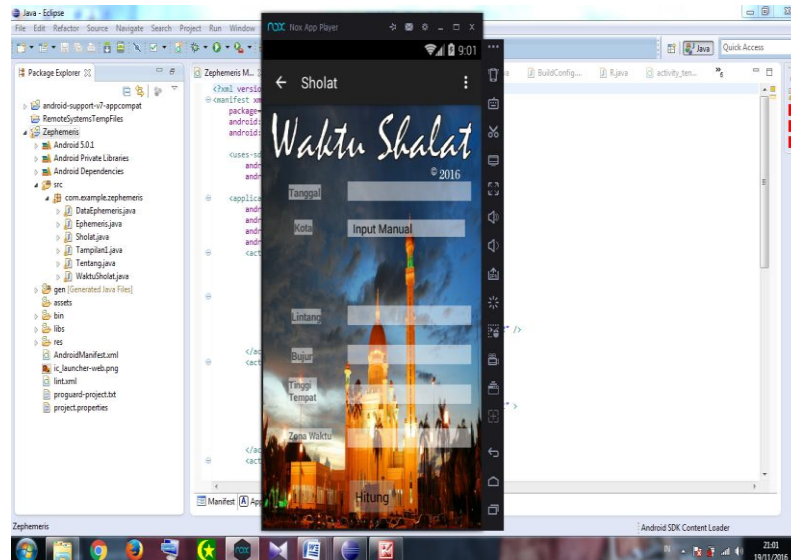 Java - Eclipse
File Edit Refactor Source Navigate Search Project Run Window
Quick Access
Java
Package Explorer
android-support-v7-appcompat
RemoteSystemsTempFiles
Zephemeris
Android 5.0.1
Android Private Libraries
Android Dependencies
src
com.example.zephemeris
DataEphemeris.java
Ephemeris.java
Sholat.java
Tampilan1.java
Tentang.java
WaktuSholat.java
gen [Generated Java Files]
assets
bin
libs
res
AndroidManifest.xml
ic_launcher-web.png
lint.xml
proguard-project.txt
project.properties
Zephemeris M...
BuildConfig...
R.java
activity_ten...
<?xml versio
<manifest xm
package=
android:
android:
<uses-sd
andr
andr
<applica
andr
andr
andr
andr
<act
" />
</ac
<act
" >
</ac
<act
Manifest
nox Nox App Player
9:01
Sholat
Waktu Shalat
© 2016
Tanggal
Kota Input Manual
Lintang
Bujur
Tinggi
Tempat
Zona Waktu
Hitung
Zephemeris
Android SDK Content Loader
IN
21:01
19/11/2016